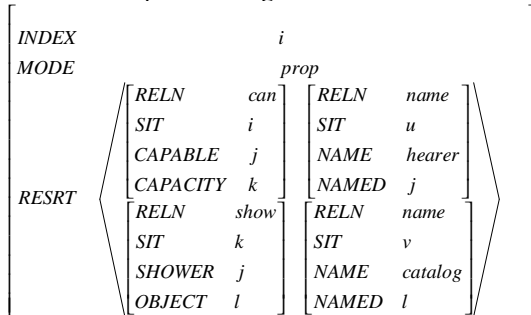 INDEX i
MODE prop
RELN can RELN name
SIT i SIT u
CAPABLE j NAME hearer
CAPACITY k NAMED j
RESRT
RELN show RELN name
SIT k SIT v
SHOWER j NAME catalog
OBJECT l NAMED l